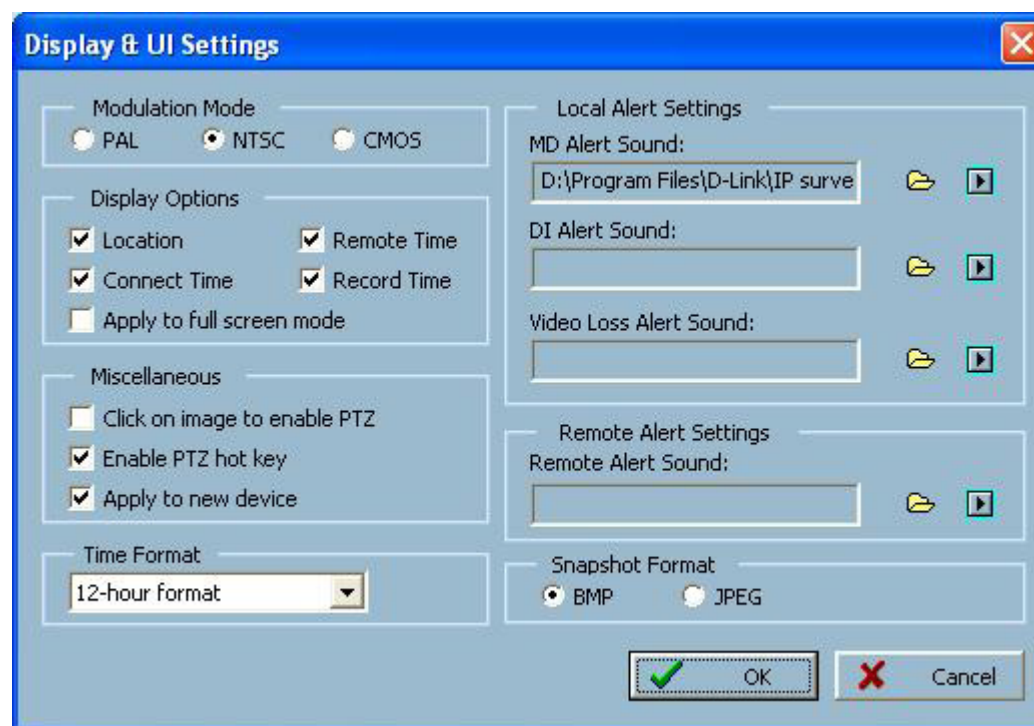 Display & UI Settings
Modulation Mode
PAL NTSC CMOS
Display Options
Location Remote Time
Connect Time Record Time
Apply to full screen mode
Miscellaneous
Click on image to enable PTZ
Enable PTZ hot key
Apply to new device
Time Format
12-hour format
Local Alert Settings
MD Alert Sound:
D:\Program Files\D-Link\IP surve
DI Alert Sound:
Video Loss Alert Sound:
Remote Alert Settings
Remote Alert Sound:
Snapshot Format
BMP JPEG
OK Cancel